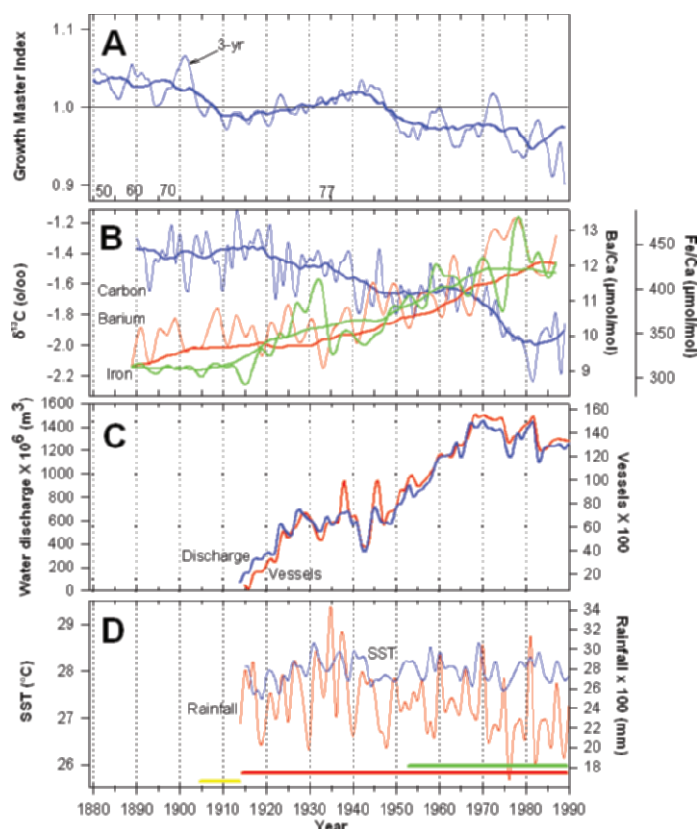 A
3-yr
Growth Master Index
1.1
1.0
0.9
50 60 70 77
B
δ¹³C (o/oo)
-1.2
-1.4
-1.6
-1.8
-2.0
-2.2
Carbon
Barium
Iron
13
12
11
10
9
Ba/Ca (µmol/mol)
450
400
350
300
Fe/Ca (µmol/mol)
C
Water discharge X 10⁶ (m³)
1600
1400
1200
1000
800
600
400
200
0
Discharge
Vessels
160
140
120
100
80
60
40
20
Vessels X 100
D
SST (°C)
29
28
27
26
SST
Rainfall
34
32
30
28
26
24
22
20
18
Rainfall x 100 (mm)
1880 1890 1900 1910 1920 1930 1940 1950 1960 1970 1980 1990
Year